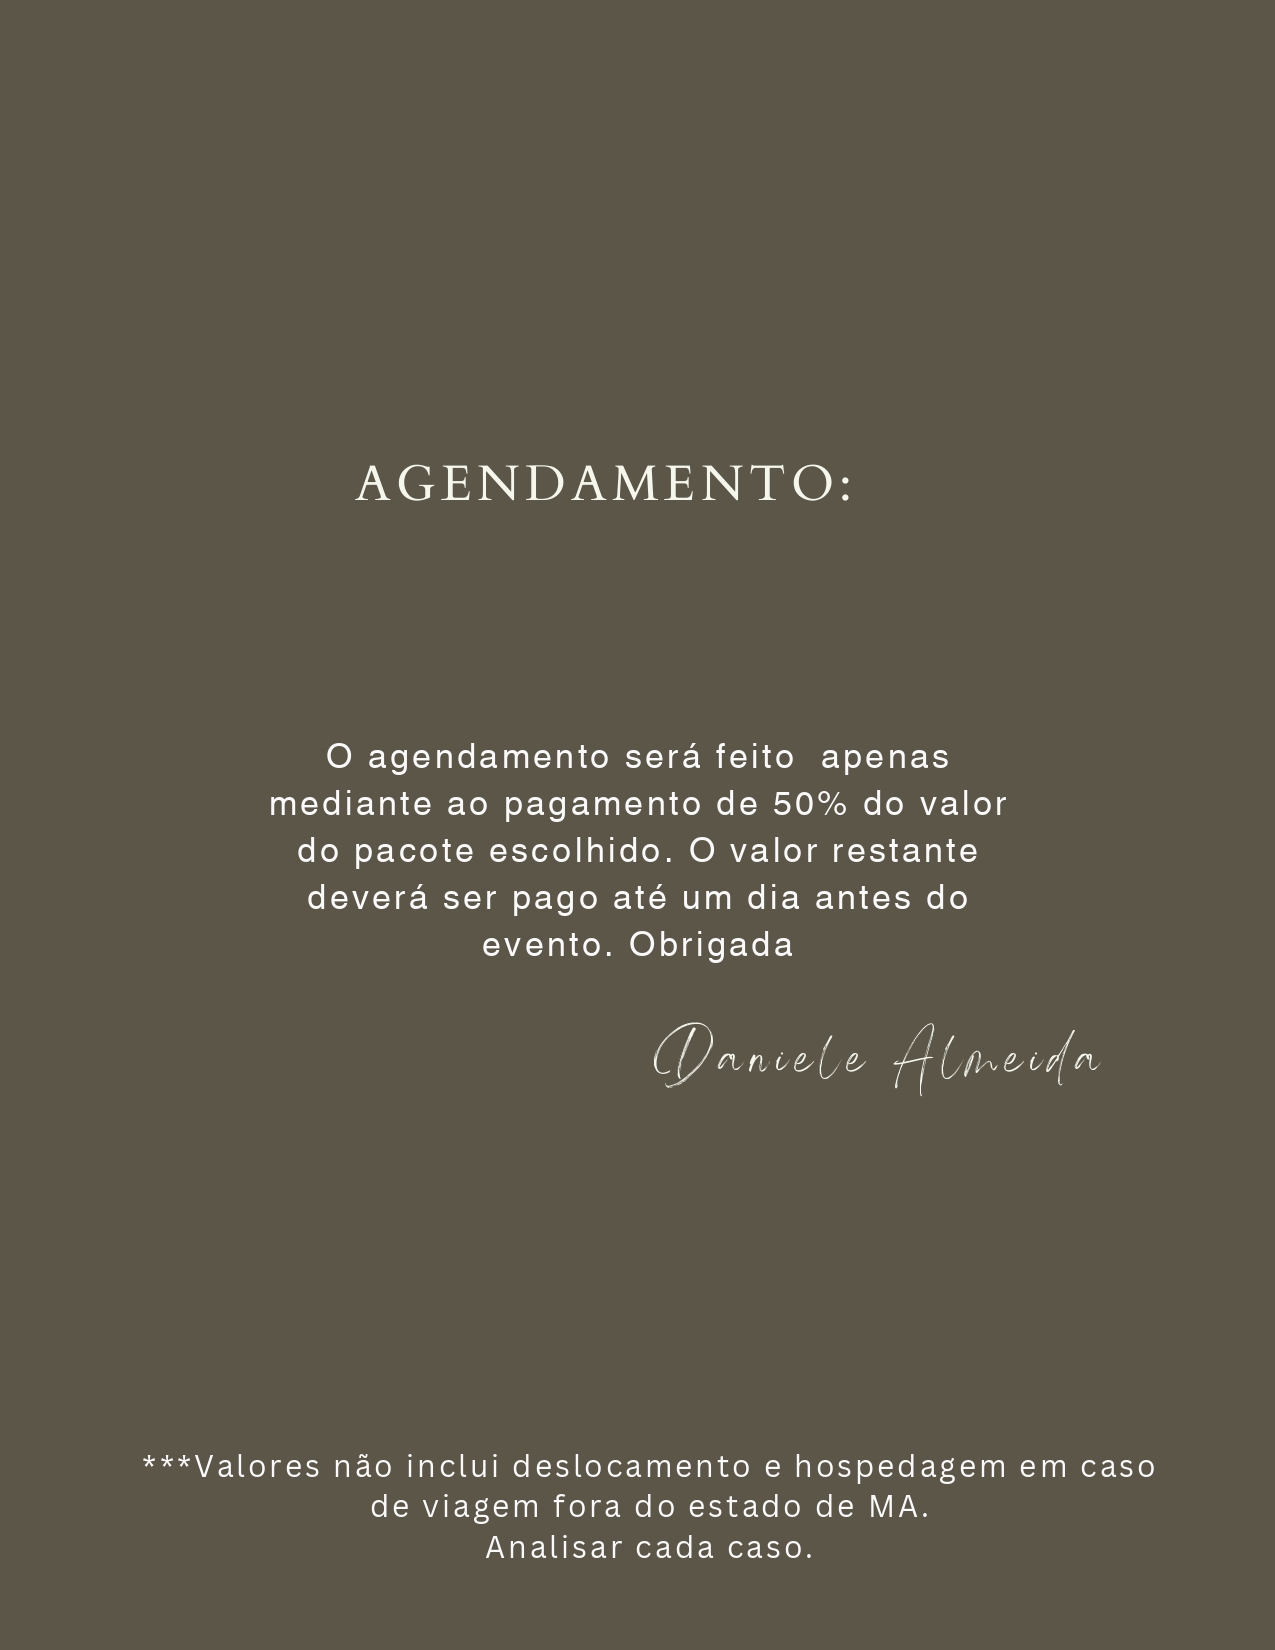 AGENDAMENTO:
O agendamento será feito  apenas
mediante ao pagamento de 50% do valor
do pacote escolhido. O valor restante
deverá ser pago até um dia antes do
evento. Obrigada
Daniele Almeida
***Valores não inclui deslocamento e hospedagem em caso
de viagem fora do estado de MA.
Analisar cada caso.